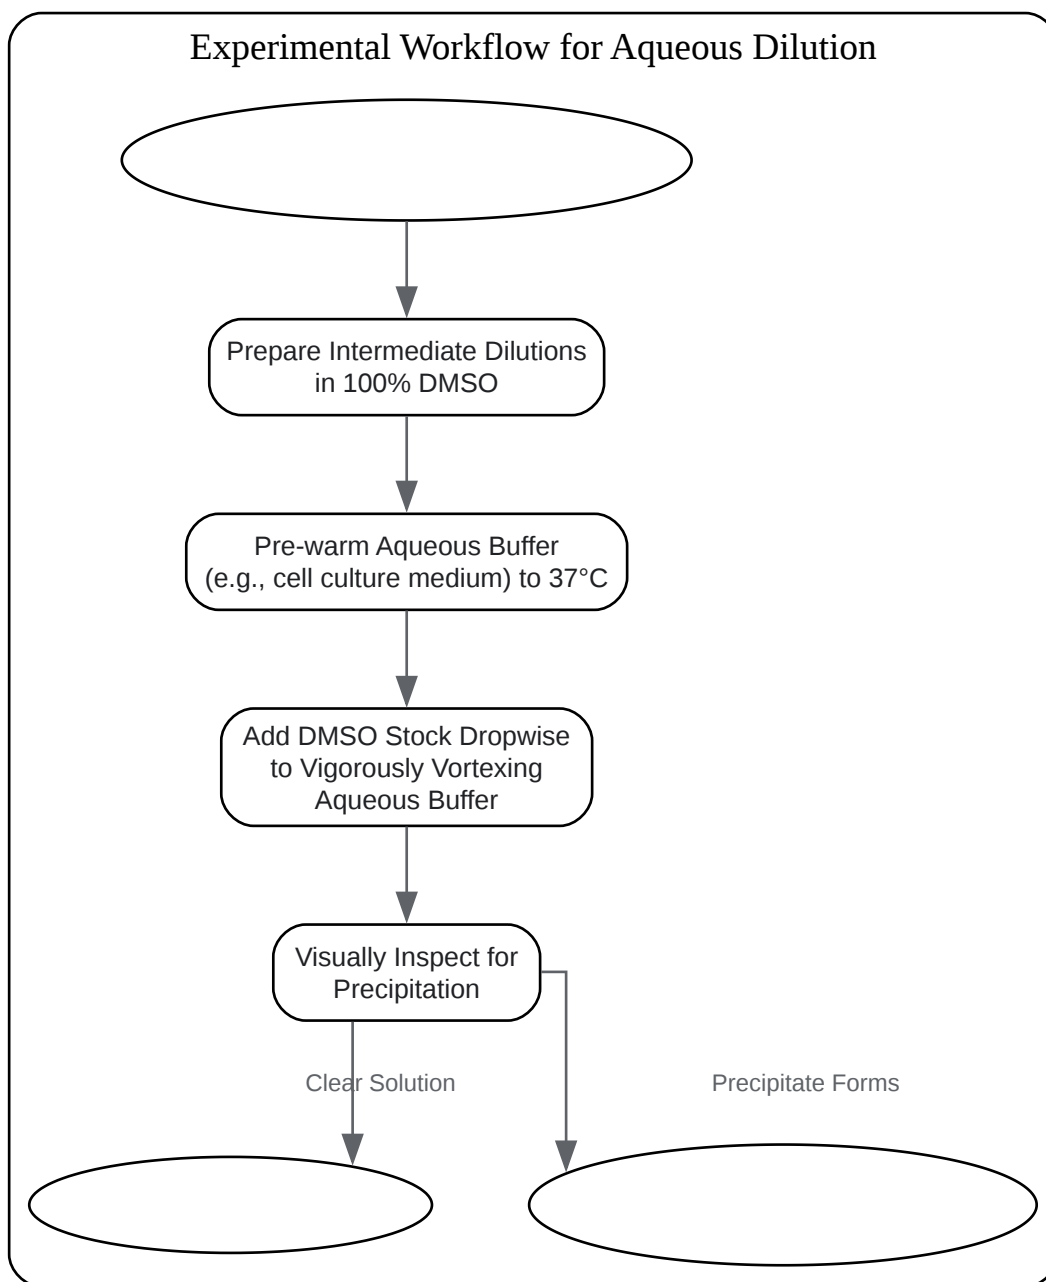 Experimental Workflow for Aqueous Dilution
Prepare Intermediate Dilutions
in 100% DMSO
Pre-warm Aqueous Buffer
(e.g., cell culture medium) to 37°C
Add DMSO Stock Dropwise
to Vigorously Vortexing
Aqueous Buffer
Visually Inspect for
Precipitation
Clear Solution
Precipitate Forms